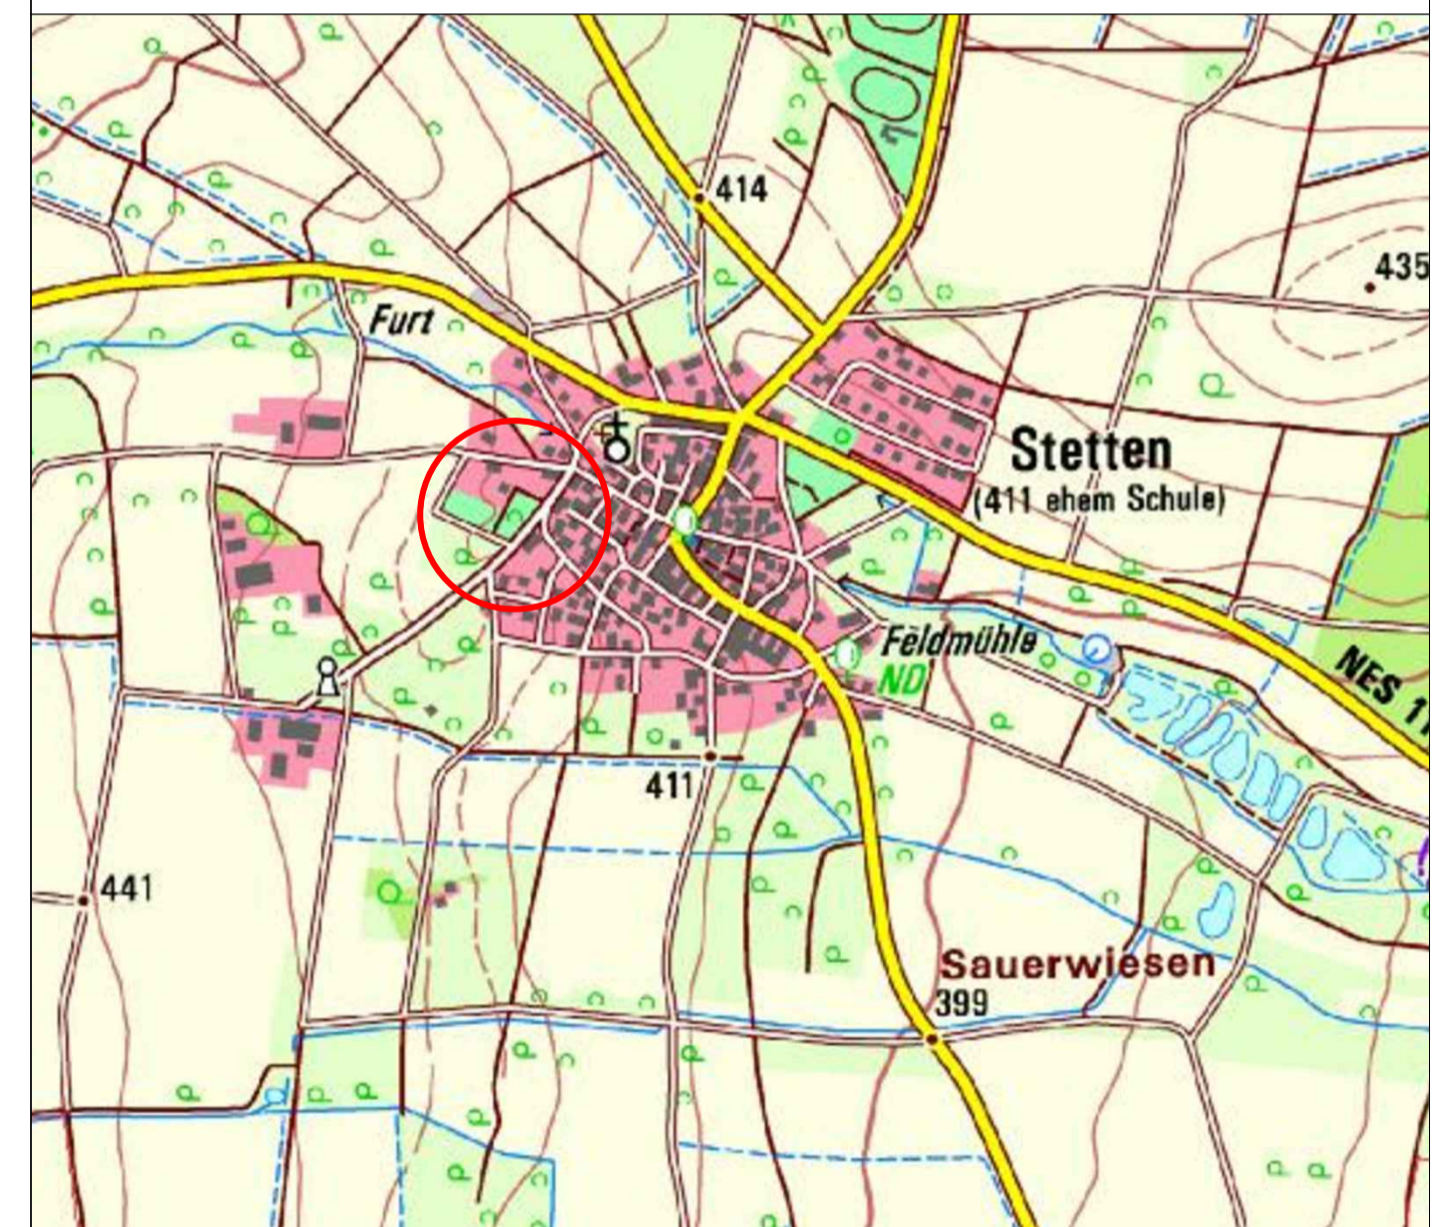 414
435
Furt
Stetten
(411 ehem Schule)
Feldmühle
ND
NES 11
411
441
Sauerwiesen
399